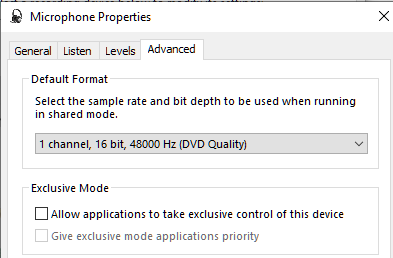 Microphone Properties
General Listen Levels Advanced
Default Format
Select the sample rate and bit depth to be used when running
in shared mode.
1 channel, 16 bit, 48000 Hz (DVD Quality)
Exclusive Mode
Allow applications to take exclusive control of this device
Give exclusive mode applications priority